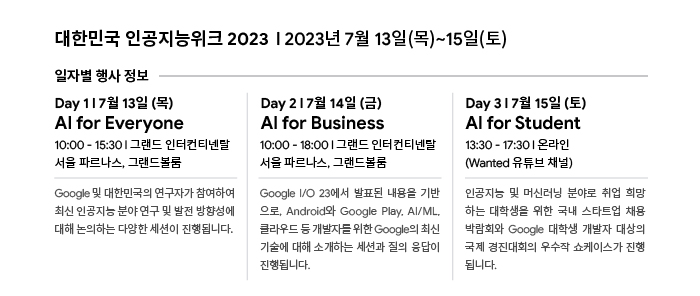 대한민국 인공지능위크 2023 I 2023년 7월 13일(목)~15일(토)
일자별 행사 정보
Day 1 I 7월 13일 (목)
AI for Everyone
10:00 - 15:30 I 그랜드 인터컨티넨탈
서울 파르나스, 그랜드볼룸
Google 및 대한민국의 연구자가 참여하여
최신 인공지능 분야 연구 및 발전 방향성에
대해 논의하는 다양한 세션이 진행됩니다.
Day 2 I 7월 14일 (금)
AI for Business
10:00 - 18:00 I 그랜드 인터컨티넨탈
서울 파르나스, 그랜드볼룸
Google I/O 23에서 발표된 내용을 기반
으로, Android와 Google Play, AI/ML,
클라우드 등 개발자를 위한 Google의 최신
기술에 대해 소개하는 세션과 질의 응답이
진행됩니다.
Day 3 I 7월 15일 (토)
AI for Student
13:30 - 17:30 I 온라인
(Wanted 유튜브 채널)
인공지능 및 머신러닝 분야로 취업 희망
하는 대학생을 위한 국내 스타트업 채용
박람회와 Google 대학생 개발자 대상의
국제 경진대회의 우수작 쇼케이스가 진행
됩니다.